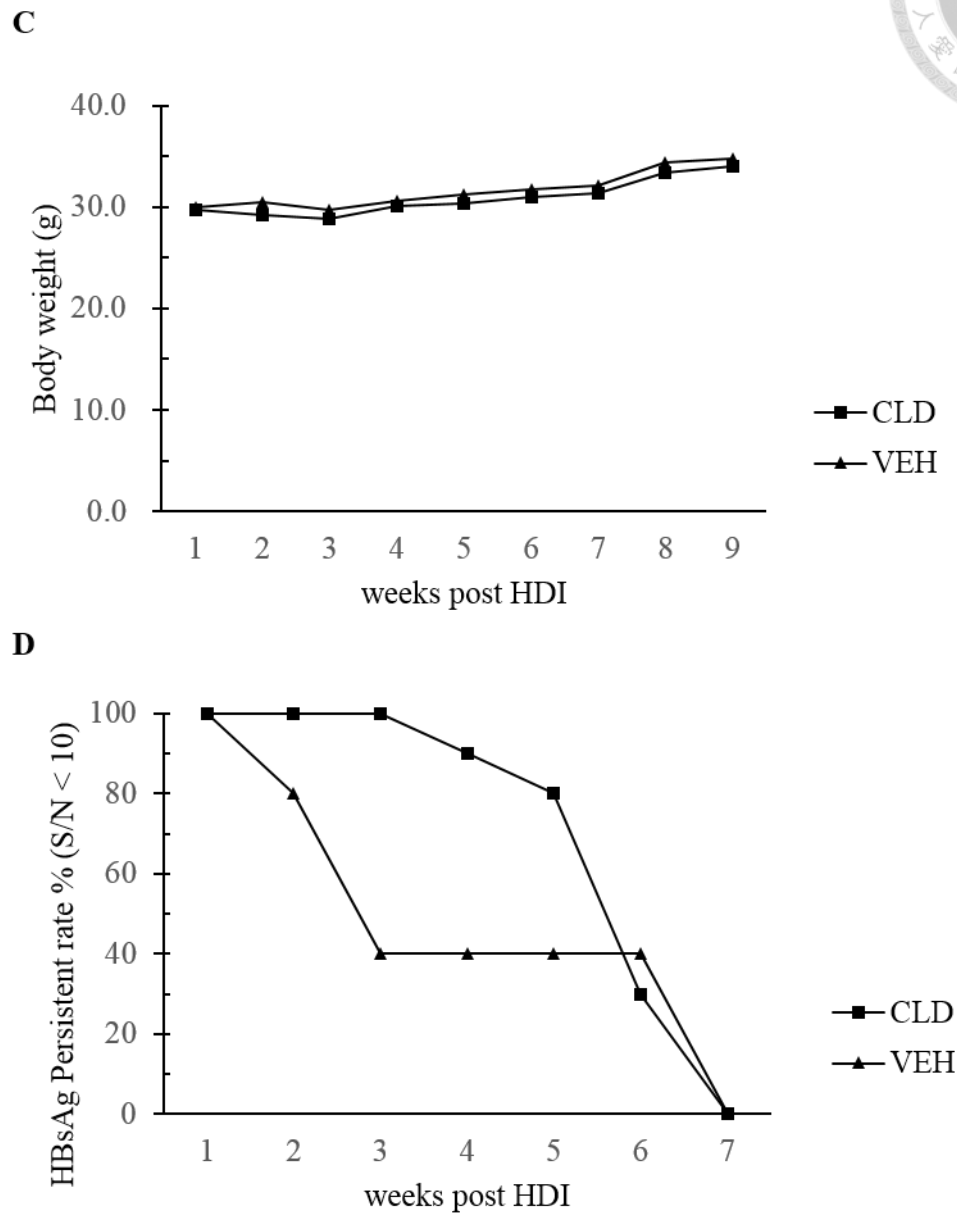 C
40.0
30.0
20.0
10.0
0.0
Body weight (g)
1 2 3 4 5 6 7 8 9
weeks post HDI
CLD
VEH
D
100
80
60
40
20
0
HBsAg Persistent rate % (S/N < 10)
1 2 3 4 5 6 7
weeks post HDI
CLD
VEH